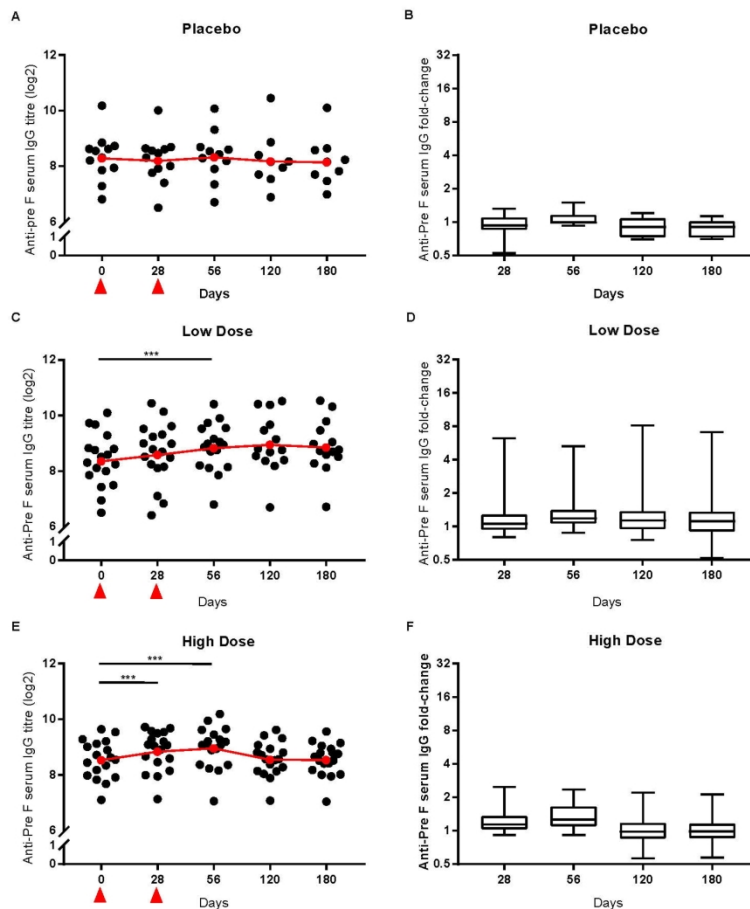 A
Placebo
Anti-pre F serum IgG titre (log2)
12
10
8
6
1
0
0 28 56 120 180
Days
B
Placebo
Anti-Pre F serum IgG fold-change
32
16
8
4
2
1
0.5
28 56 120 180
Days
C
Low Dose
Anti-Pre F serum IgG titre (log2)
12
10
8
6
1
0
***
0 28 56 120 180
Days
D
Low Dose
Anti-Pre F serum IgG fold-change
32
16
8
4
2
1
0.5
28 56 120 180
Days
E
High Dose
Anti-Pre F serum IgG titre (log2)
12
10
8
6
1
0
***
***
0 28 56 120 180
Days
F
High Dose
Anti-Pre F serum IgG fold-change
32
16
8
4
2
1
0.5
28 56 120 180
Days